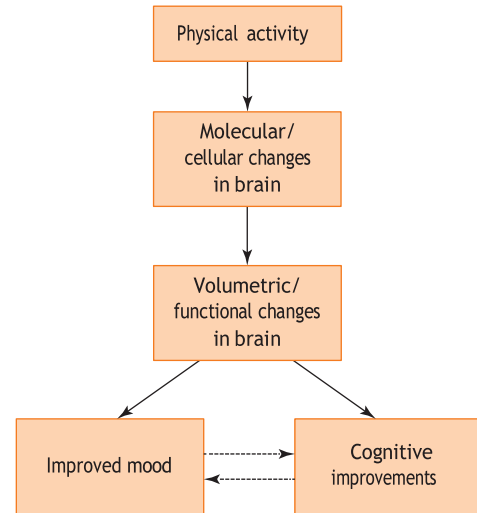 Physical activity
Molecular/
cellular changes
in brain
Volumetric/
functional changes
in brain
Improved mood
Cognitive
improvements